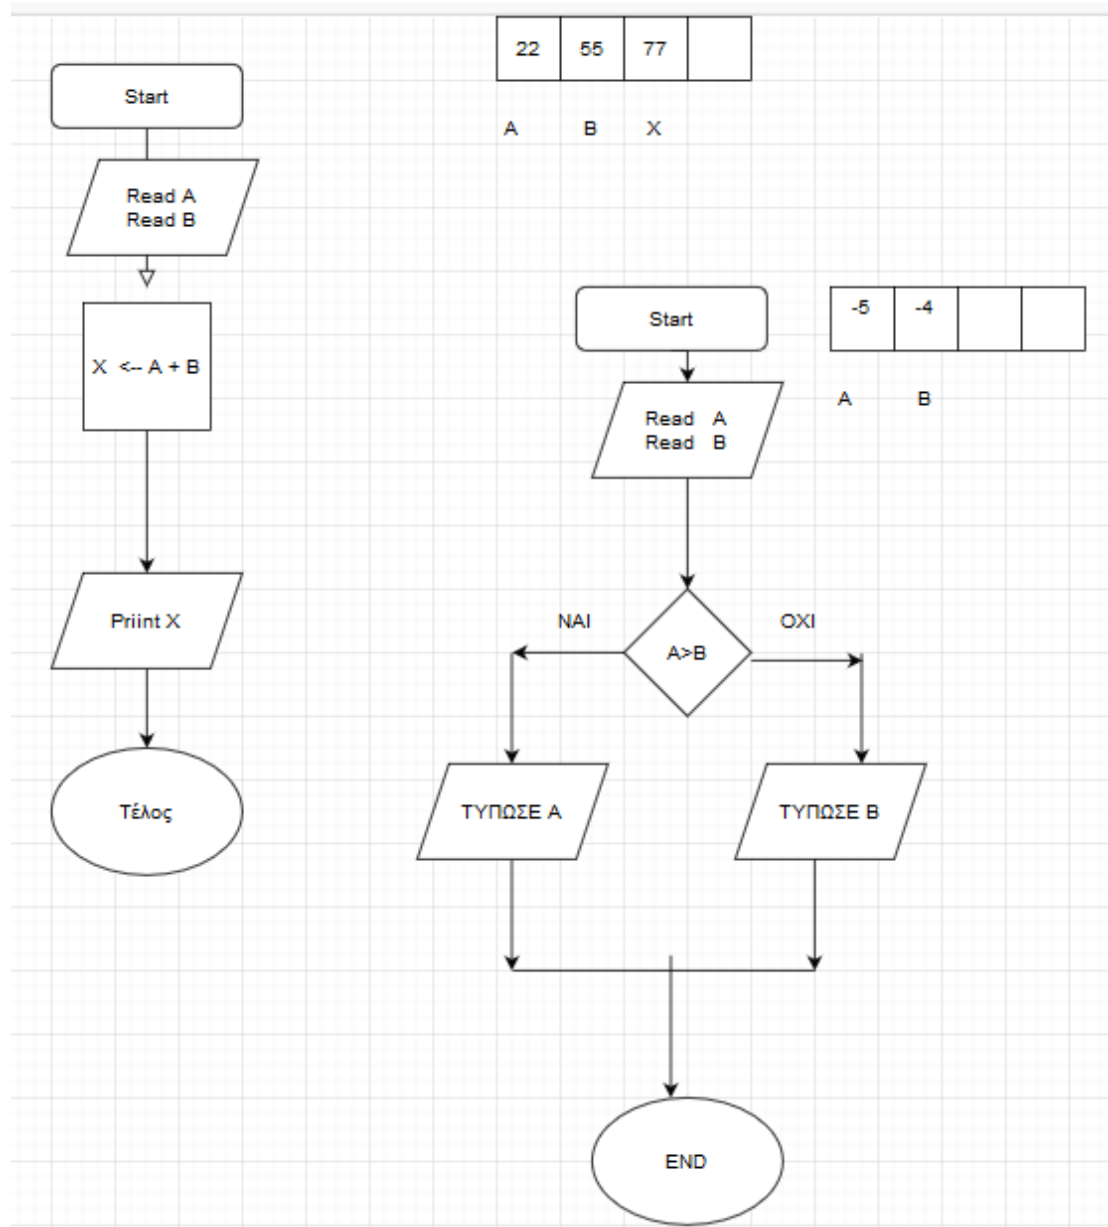 22 55 77
A B X
Start
Read A
Read B
X <-- A + B
Priint X
Τέλος
Start
-5 -4
A B
Read A
Read B
A>B
ΝΑΙ
ΟΧΙ
ΤΥΠΩΣΕ Α
ΤΥΠΩΣΕ Β
END